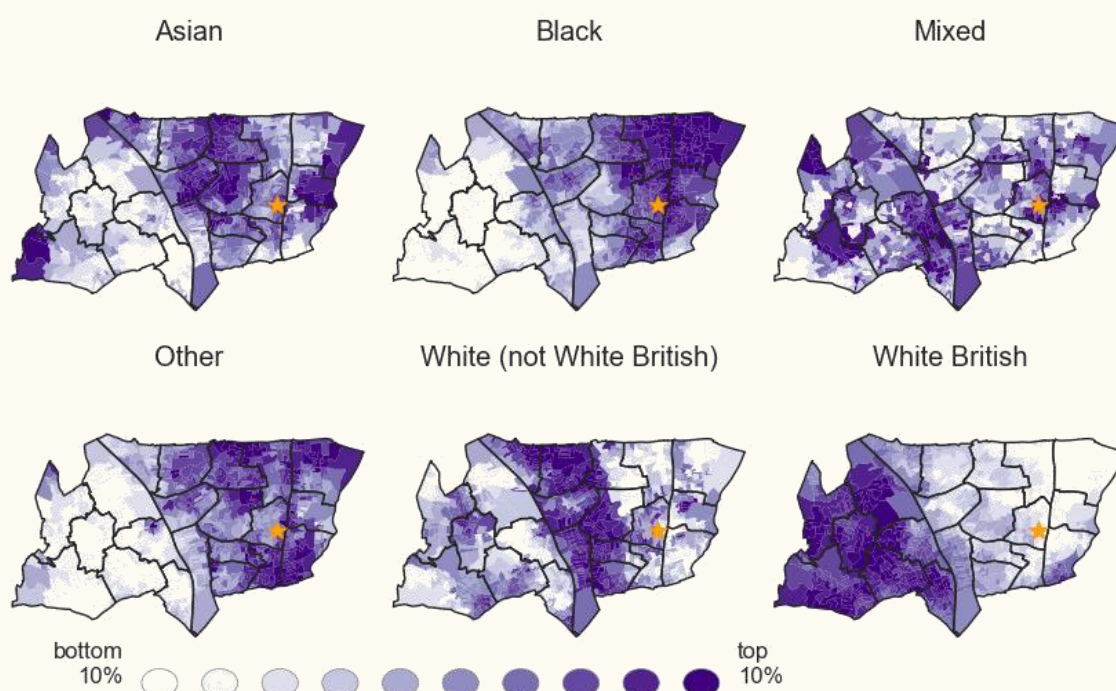 Asian
Black
Mixed
Other
White (not White British)
White British
bottom
10%
top
10%